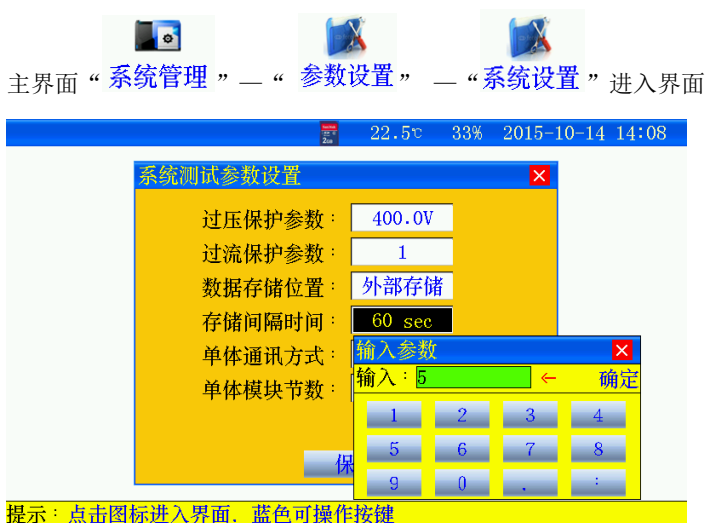 主界面“系统管理”—“参数设置”—“系统设置”进入界面
22.5℃ 33% 2015-10-14 14:08
系统测试参数设置
过压保护参数： 400.0V
过流保护参数： 1
数据存储位置： 外部存储
存储间隔时间： 60 sec
单体通讯方式：
单体模块节数：
保
输入参数
输入：5 ← 确定
1 2 3 4
5 6 7 8
9 0 . :
提示：点击图标进入界面．蓝色可操作按键